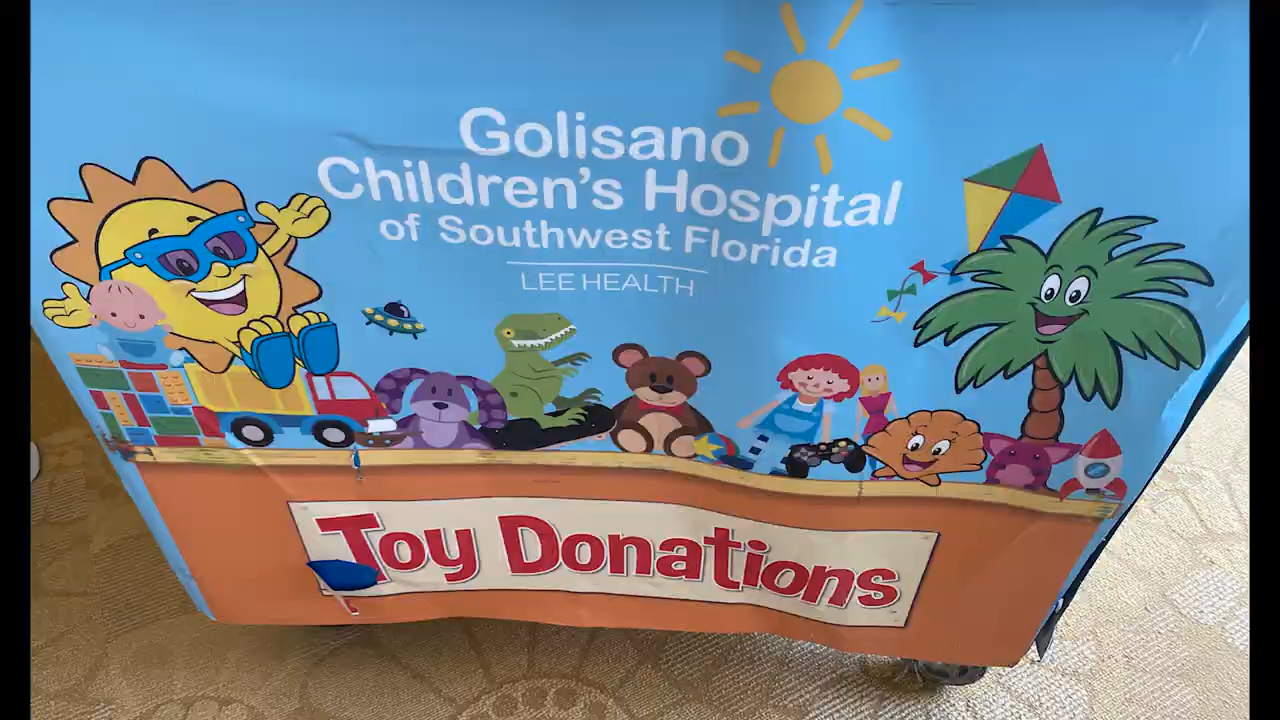 Golisano
Children's Hospital
of Southwest Florida
LEE HEALTH
Toy Donations